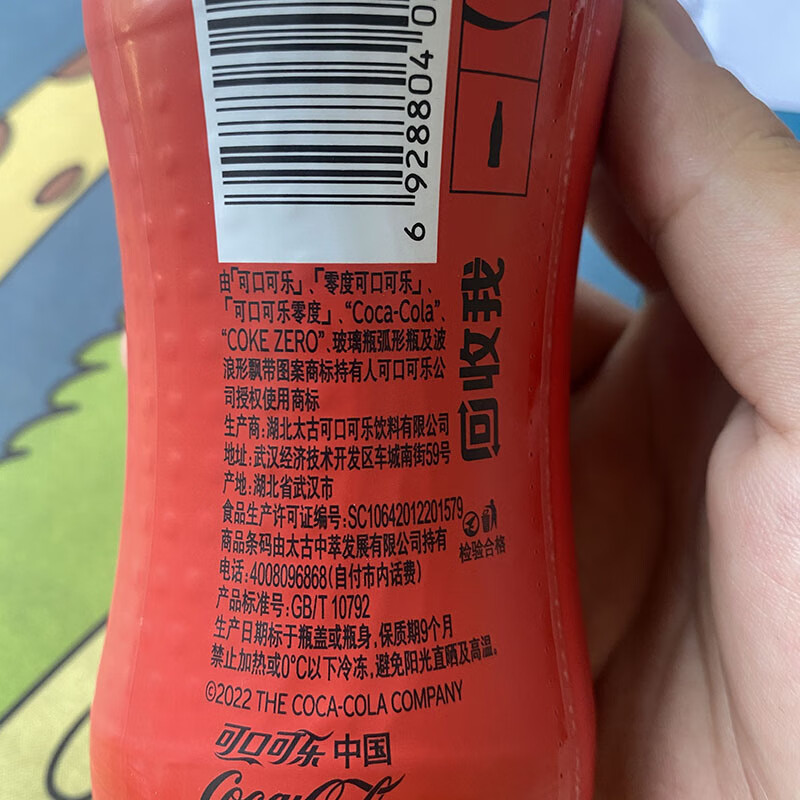 6 928804 0
由「可口可乐」、「零度可口可乐」、
「可口可乐零度」、“Coca-Cola”、
“COKE ZERO”、玻璃瓶弧形瓶及波
浪形飘带图案商标持有人可口可乐公
司授权使用商标
生产商:湖北太古可口可乐饮料有限公司
地址:武汉经济技术开发区车城南街59号
产地:湖北省武汉市
食品生产许可证编号:SC10642012201579
商品条码由太古中萃发展有限公司持有
电话:4008096868(自付市内话费)
产品标准号:GB/T 10792
生产日期标于瓶盖或瓶身,保质期9个月
禁止加热或0°C以下冷冻,避免阳光直晒及高温。
©2022 THE COCA-COLA COMPANY
可口可乐 中国
Coca-Cola
回收我
检验合格